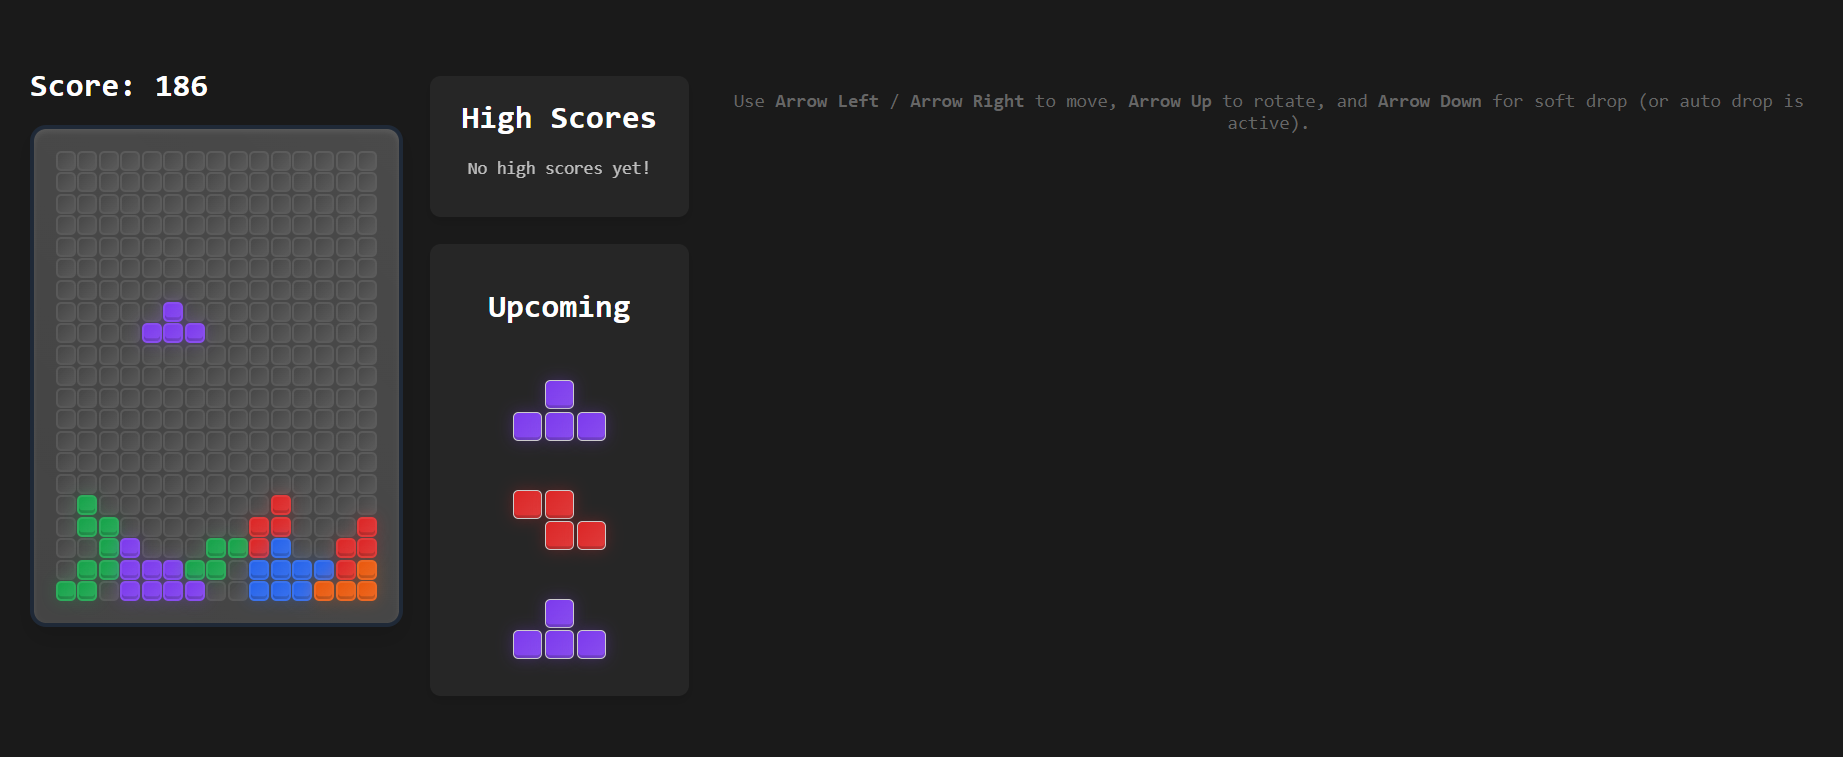 Score: 186
High Scores
No high scores yet!
Upcoming
Use Arrow Left / Arrow Right to move, Arrow Up to rotate, and Arrow Down for soft drop (or auto drop is
active).